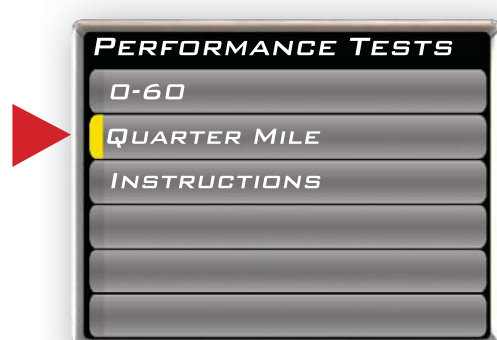 PERFORMANCE TESTS
0-60
QUARTER MILE
INSTRUCTIONS